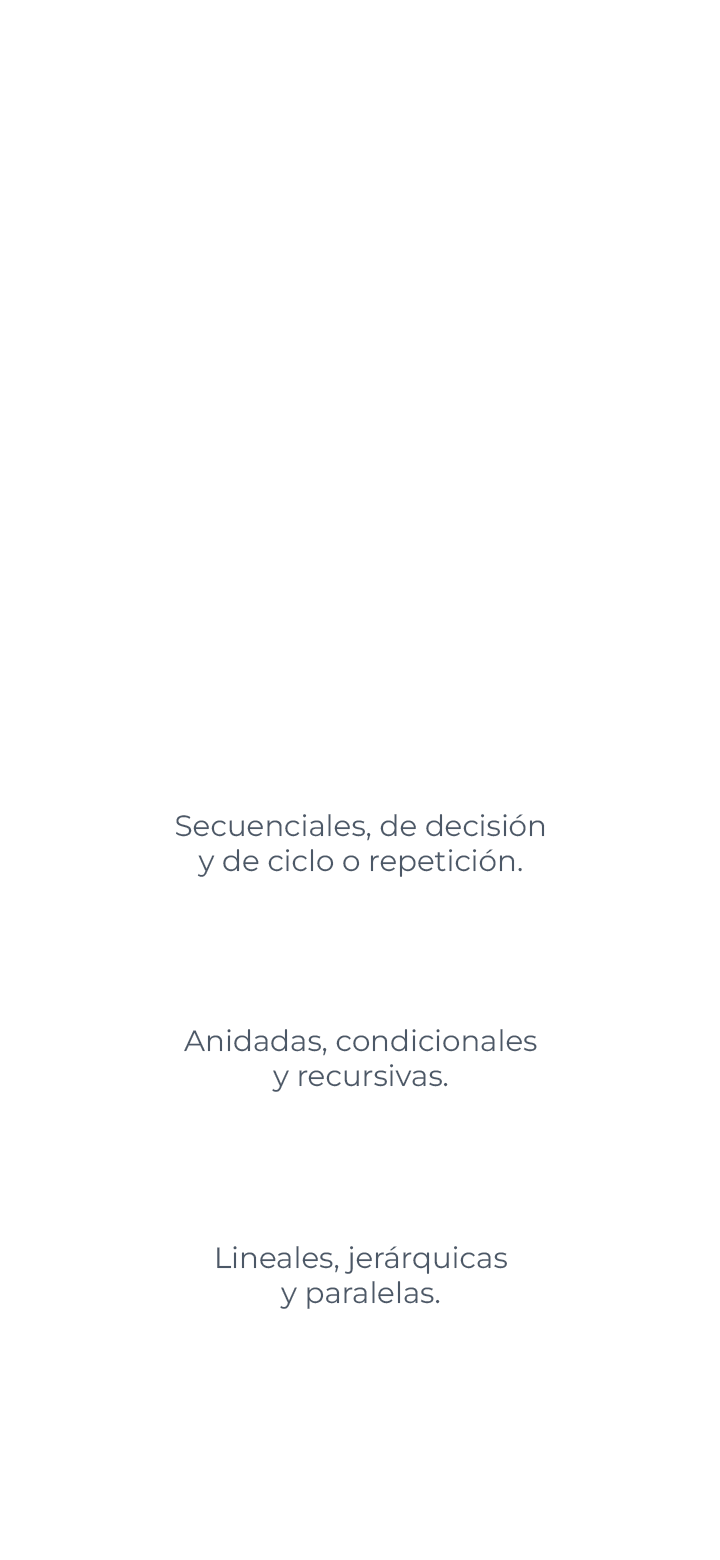 Secuenciales, de decisión
y de ciclo o repetición.
Anidadas, condicionales
y recursivas.
Lineales, jerárquicas
y paralelas.